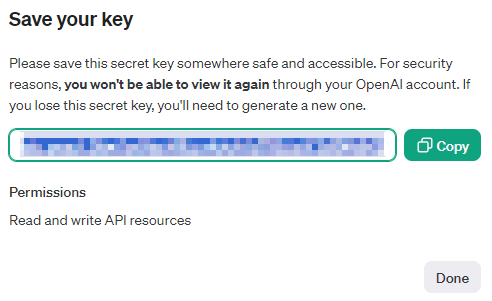 Save your key
Please save this secret key somewhere safe and accessible. For security
reasons, you won't be able to view it again through your OpenAI account. If
you lose this secret key, you'll need to generate a new one.
Copy
Permissions
Read and write API resources
Done